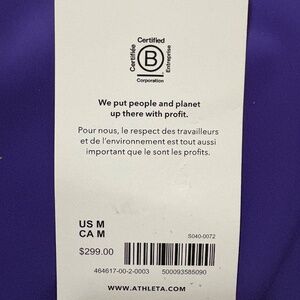 Certified
Certifiée
B
Entreprise
Corporation
We put people and planet
up there with profit.
Pour nous, le respect des travailleurs
et de l'environnement est tout aussi
important que le sont les profits.
US M
CA M
S040-0072
$299.00
464617-00-2-0003 500093585090
WWW.ATHLETA.COM